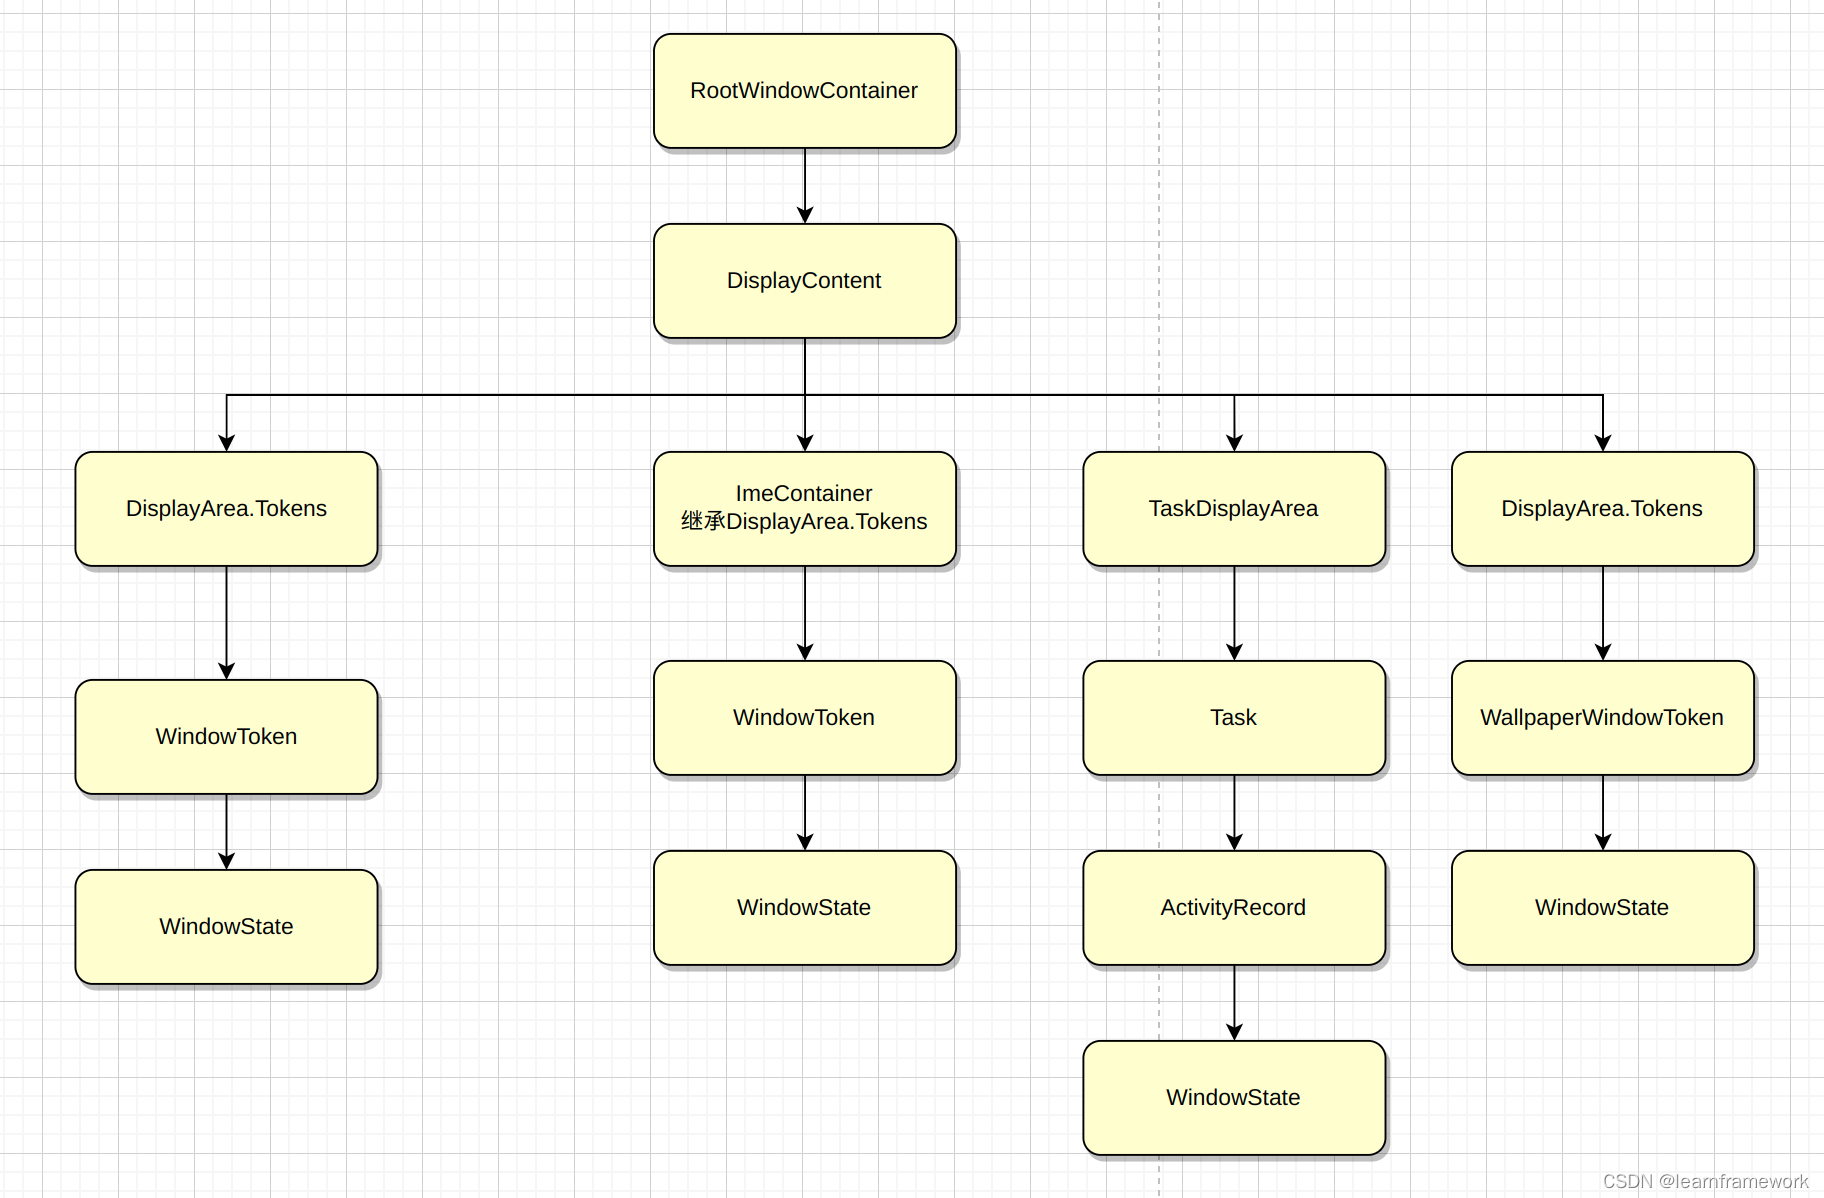 RootWindowContainer
DisplayContent
DisplayArea.Tokens
ImeContainer
继承DisplayArea.Tokens
TaskDisplayArea
DisplayArea.Tokens
WindowToken
WindowToken
Task
WallpaperWindowToken
WindowState
WindowState
ActivityRecord
WindowState
WindowState
CSDN @learnframework